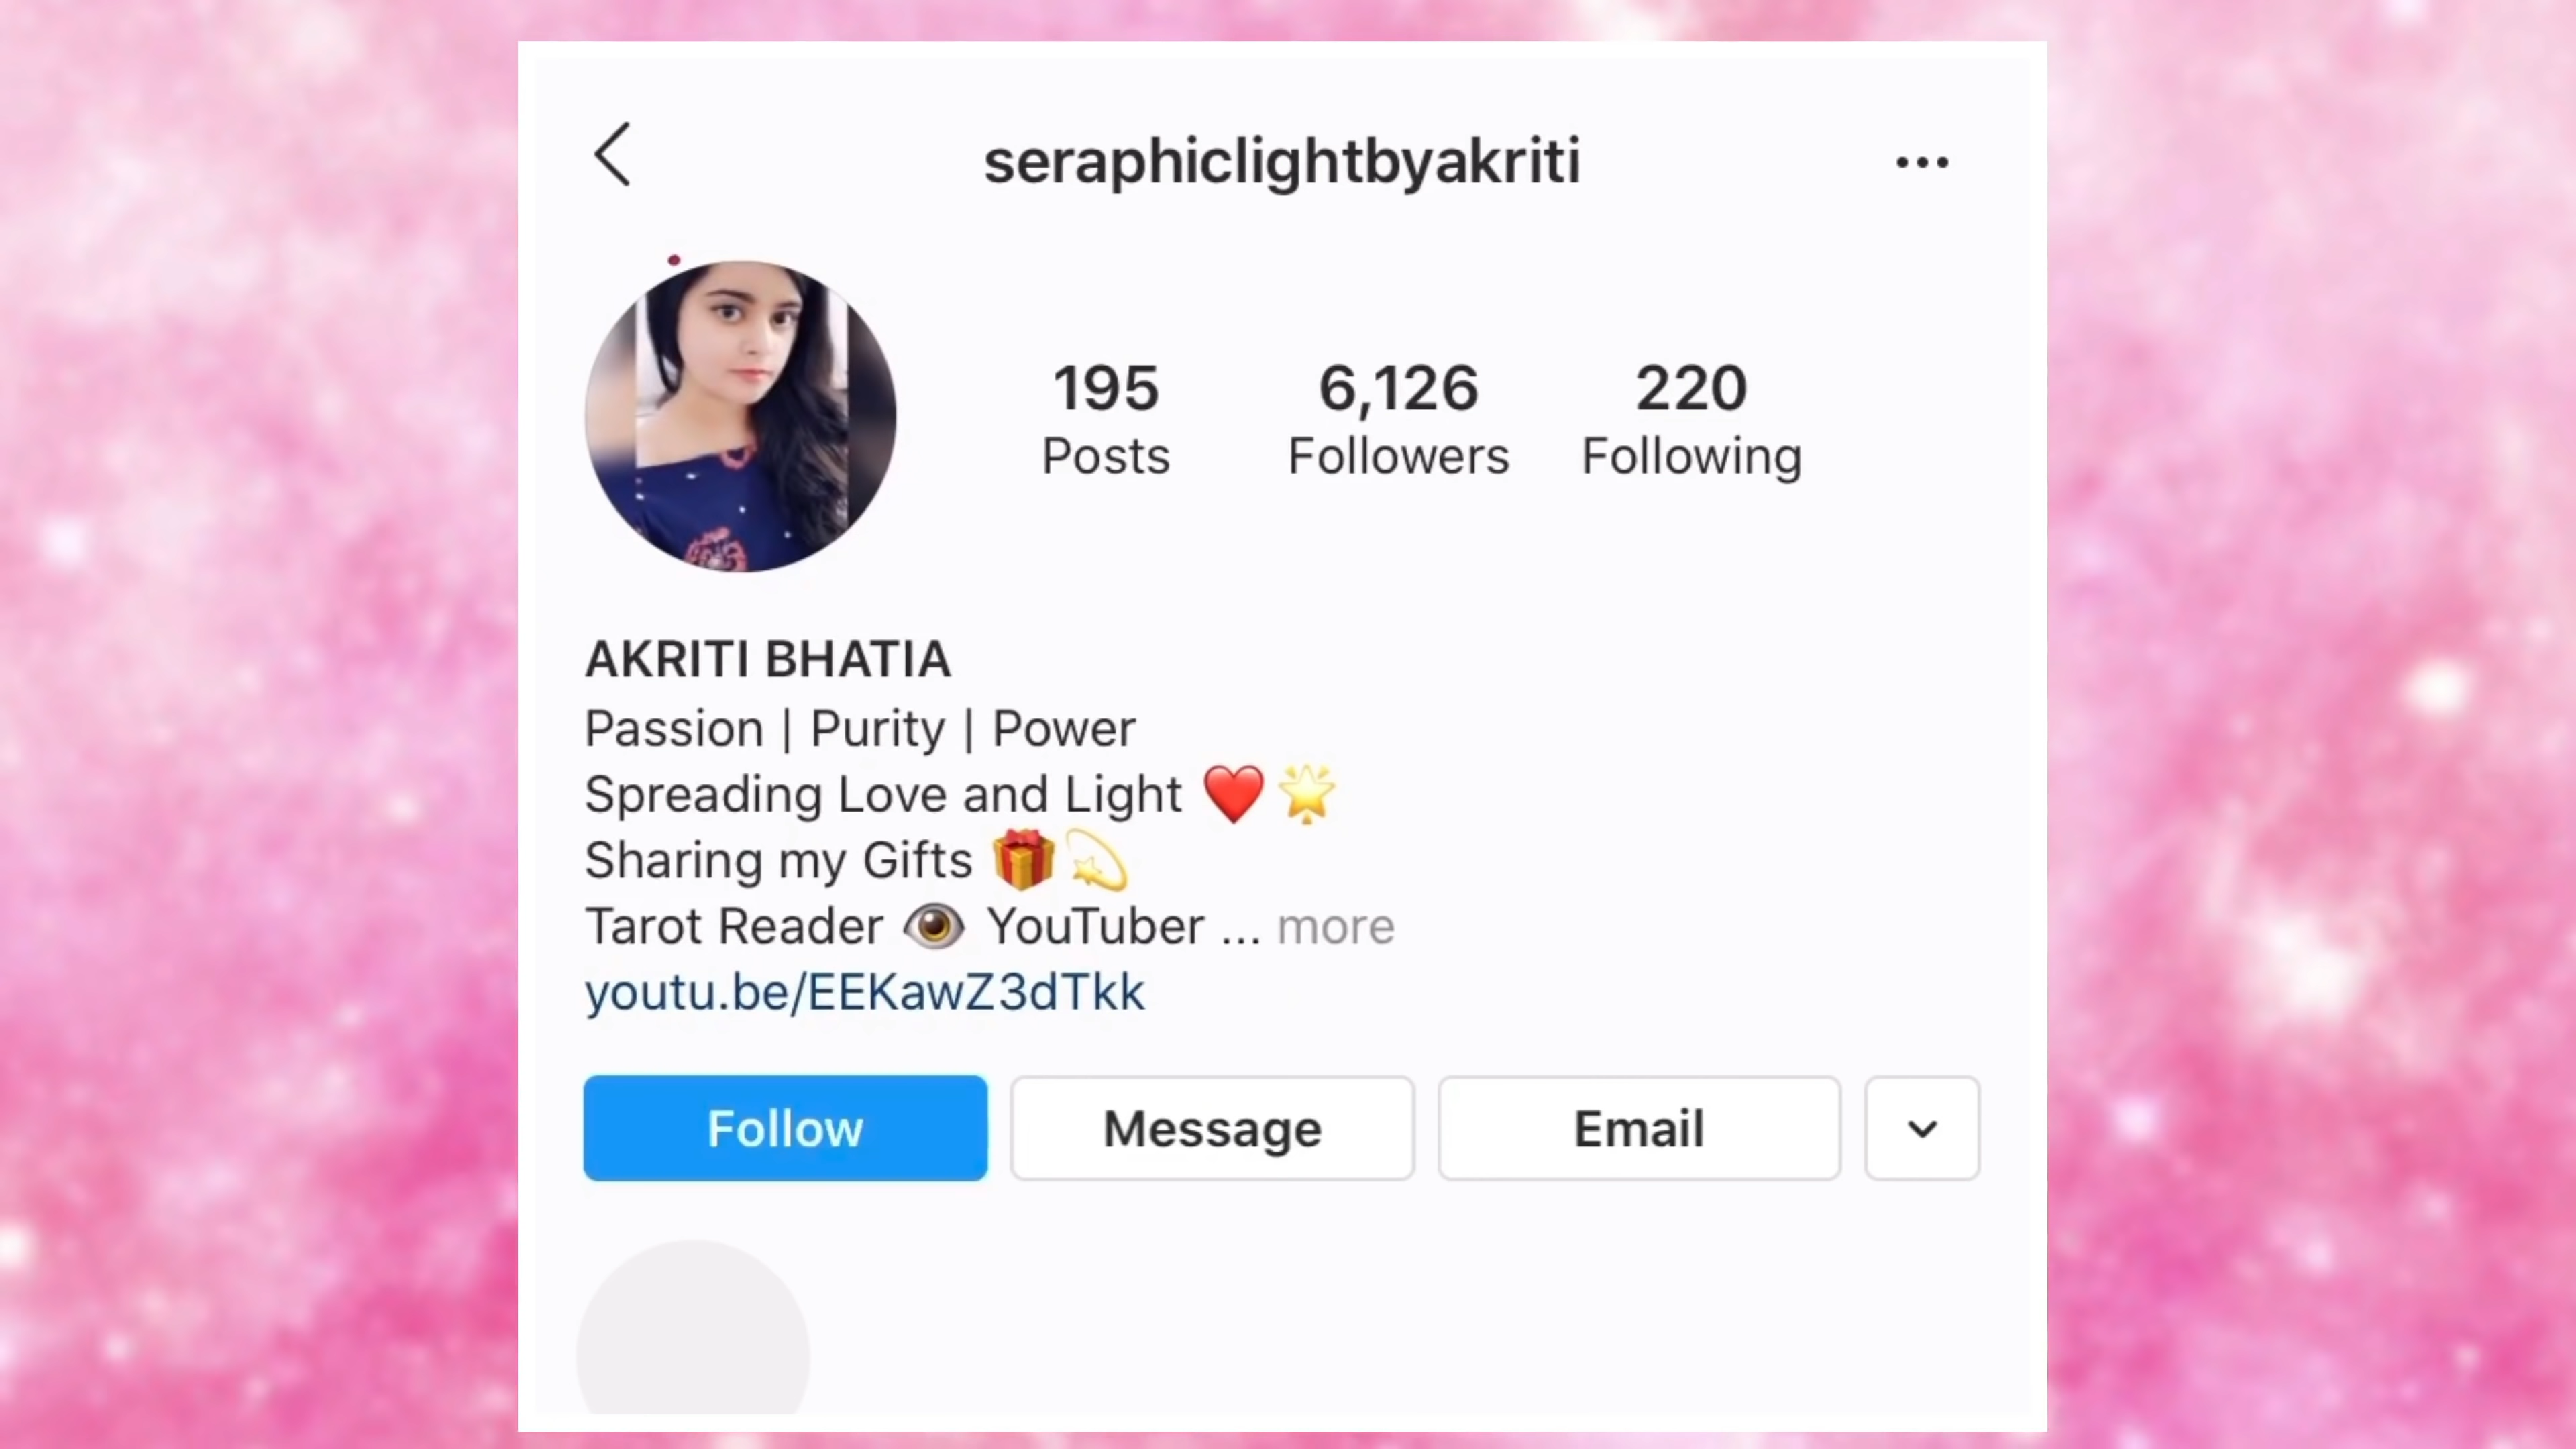 seraphiclightbyakriti
195 6,126 220
Posts Followers Following
AKRITI BHATIA
Passion | Purity | Power
Spreading Love and Light ❤️🌟
Sharing my Gifts 🎁💫
Tarot Reader 👁️ YouTuber ... more
youtu.be/EEKawZ3dTkk
Follow Message Email